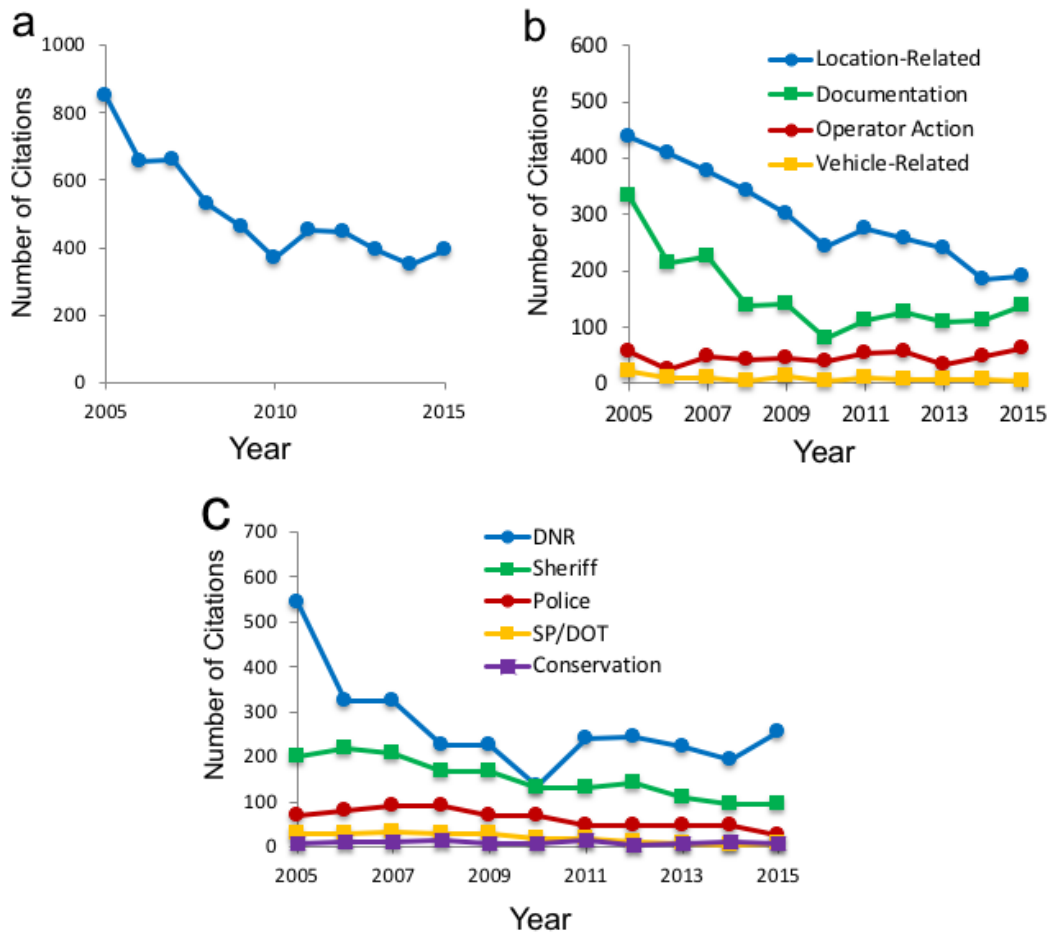 a
1000
800
600
400
200
0
Number of Citations
2005
2010
2015
Year
b
600
500
400
300
200
100
0
Number of Citations
Location-Related
Documentation
Operator Action
Vehicle-Related
2005
2007
2009
2011
2013
2015
Year
c
700
600
500
400
300
200
100
0
Number of Citations
DNR
Sheriff
Police
SP/DOT
Conservation
2005
2007
2009
2011
2013
2015
Year